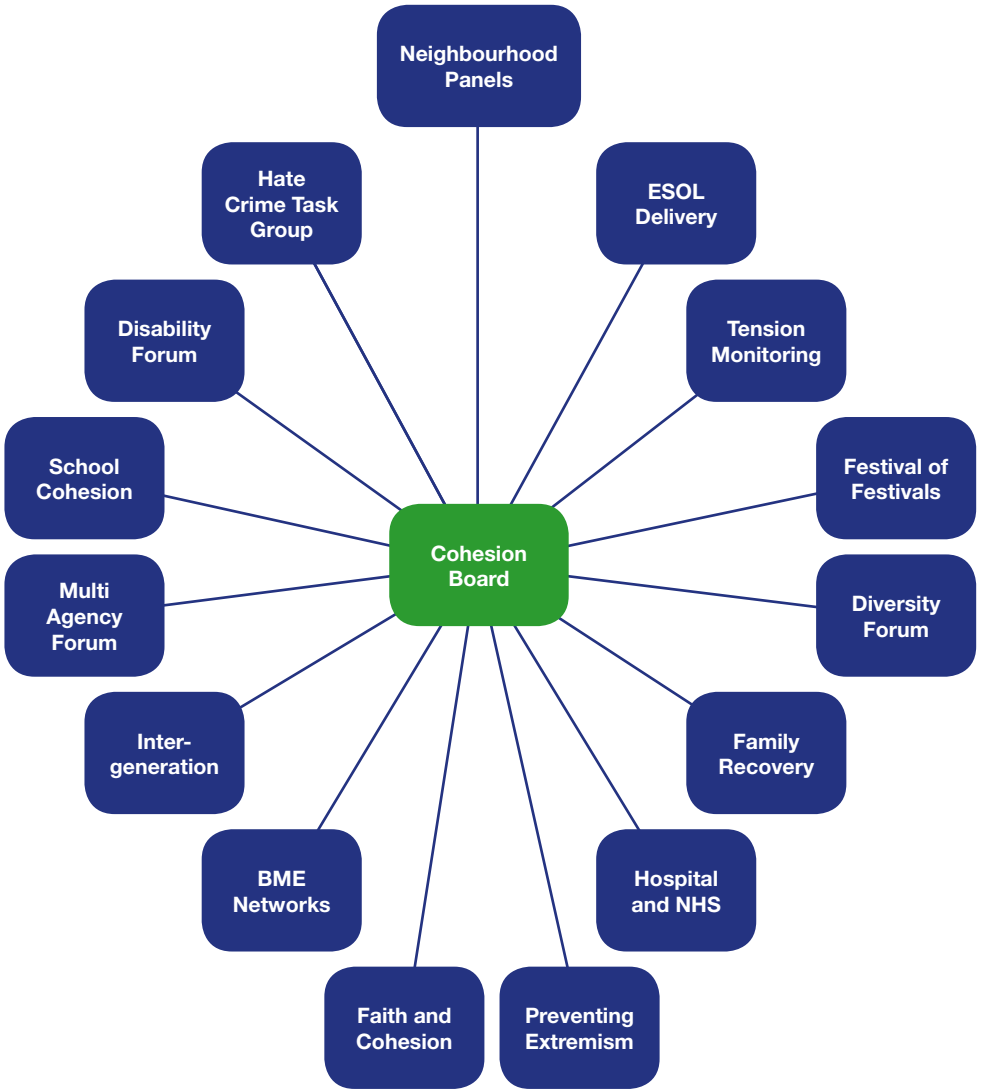 Neighbourhood
Panels
Hate
Crime Task
Group
ESOL
Delivery
Disability
Forum
Tension
Monitoring
School
Cohesion
Festival of
Festivals
Cohesion
Board
Multi
Agency
Forum
Diversity
Forum
Inter-
generation
Family
Recovery
BME
Networks
Hospital
and NHS
Faith and
Cohesion
Preventing
Extremism